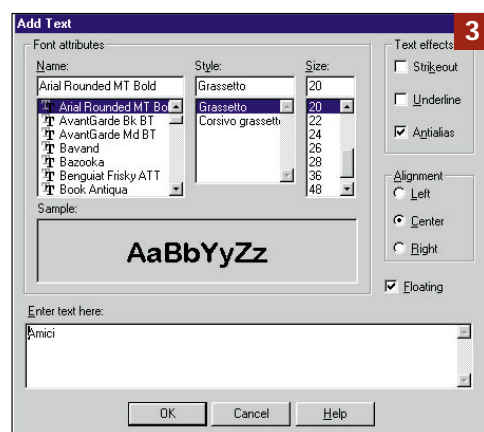 Add Text
3
Font attributes
Name:
Style:
Size:
Arial Rounded MT Bold
Grassetto
20
Arial Rounded MT Bo
AvantGarde Bk BT
AvantGarde Md BT
Bavand
Bazooka
Benguiat Frisky ATT
Book Antiqua
Grassetto
Corsivo grassett
20
22
24
26
28
36
48
Sample:
AaBbYyZz
Text effects
Strikeout
Underline
Antialias
Alignment
Left
Center
Right
Floating
Enter text here:
Amici
OK
Cancel
Help